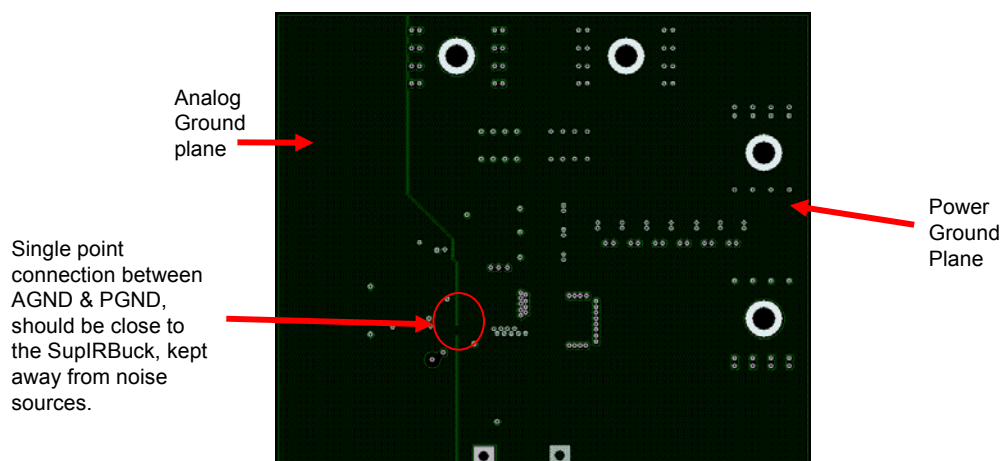 Analog
Ground
plane
Single point
connection between
AGND & PGND,
should be close to
the SupIRBuck, kept
away from noise
sources.
Power
Ground
Plane